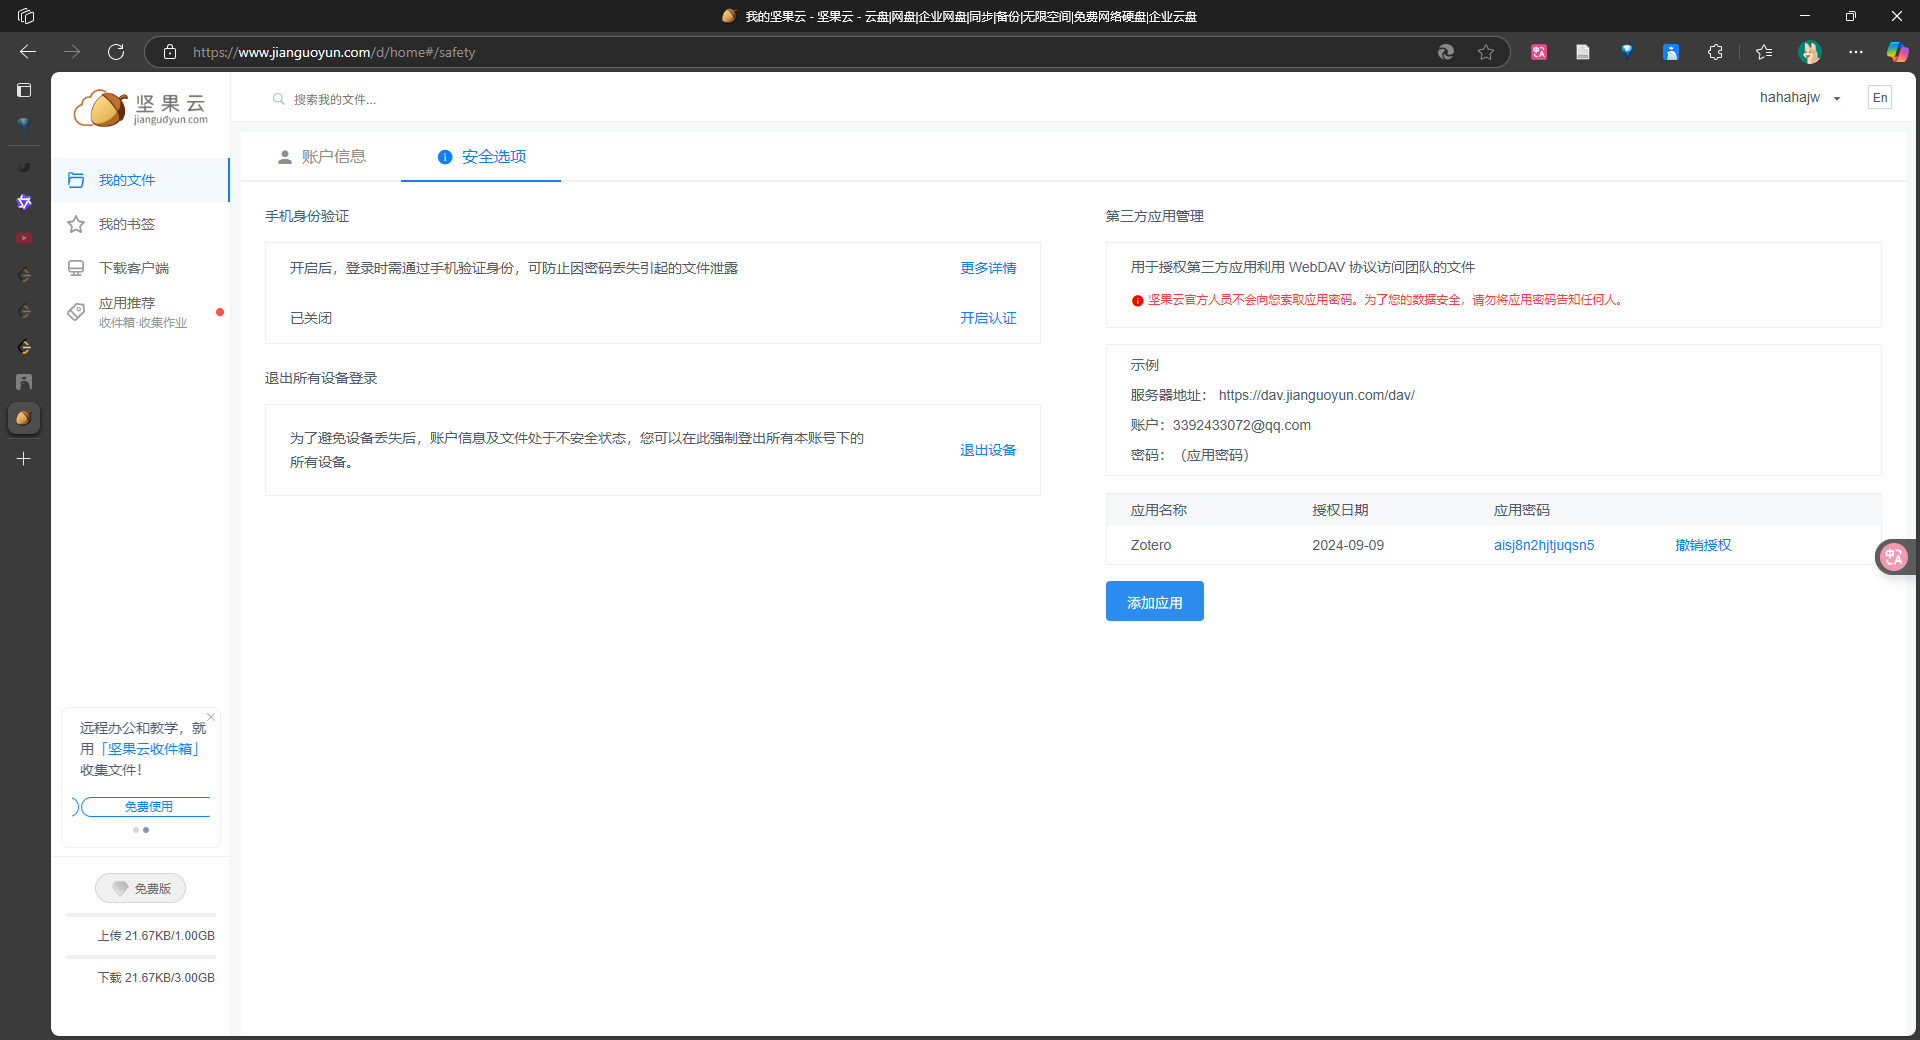 我的坚果云 - 坚果云 - 云盘|网盘|企业网盘|同步|备份|无限空间|免费网络硬盘|企业云盘
https://www.jianguoyun.com/d/home#/safety
坚果云
jianguoyun.com
搜索我的文件...
hahahajw
En
我的文件
我的书签
下载客户端
应用推荐
收件箱·收集作业
账户信息
安全选项
手机身份验证
开启后，登录时需通过手机验证身份，可防止因密码丢失引起的文件泄露
更多详情
已关闭
开启认证
退出所有设备登录
为了避免设备丢失后，账户信息及文件处于不安全状态，您可以在此强制登出所有本账号下的
所有设备。
退出设备
第三方应用管理
用于授权第三方应用利用 WebDAV 协议访问团队的文件
坚果云官方人员不会向您索取应用密码。为了您的数据安全，请勿将应用密码告知任何人。
示例
服务器地址： https://dav.jianguoyun.com/dav/
账户：3392433072@qq.com
密码：（应用密码）
应用名称 授权日期 应用密码
Zotero 2024-09-09 aisj8n2hjtjuqsn5 撤销授权
添加应用
远程办公和教学，就
用「坚果云收件箱」
收集文件！
免费使用
免费版
上传 21.67KB/1.00GB
下载 21.67KB/3.00GB